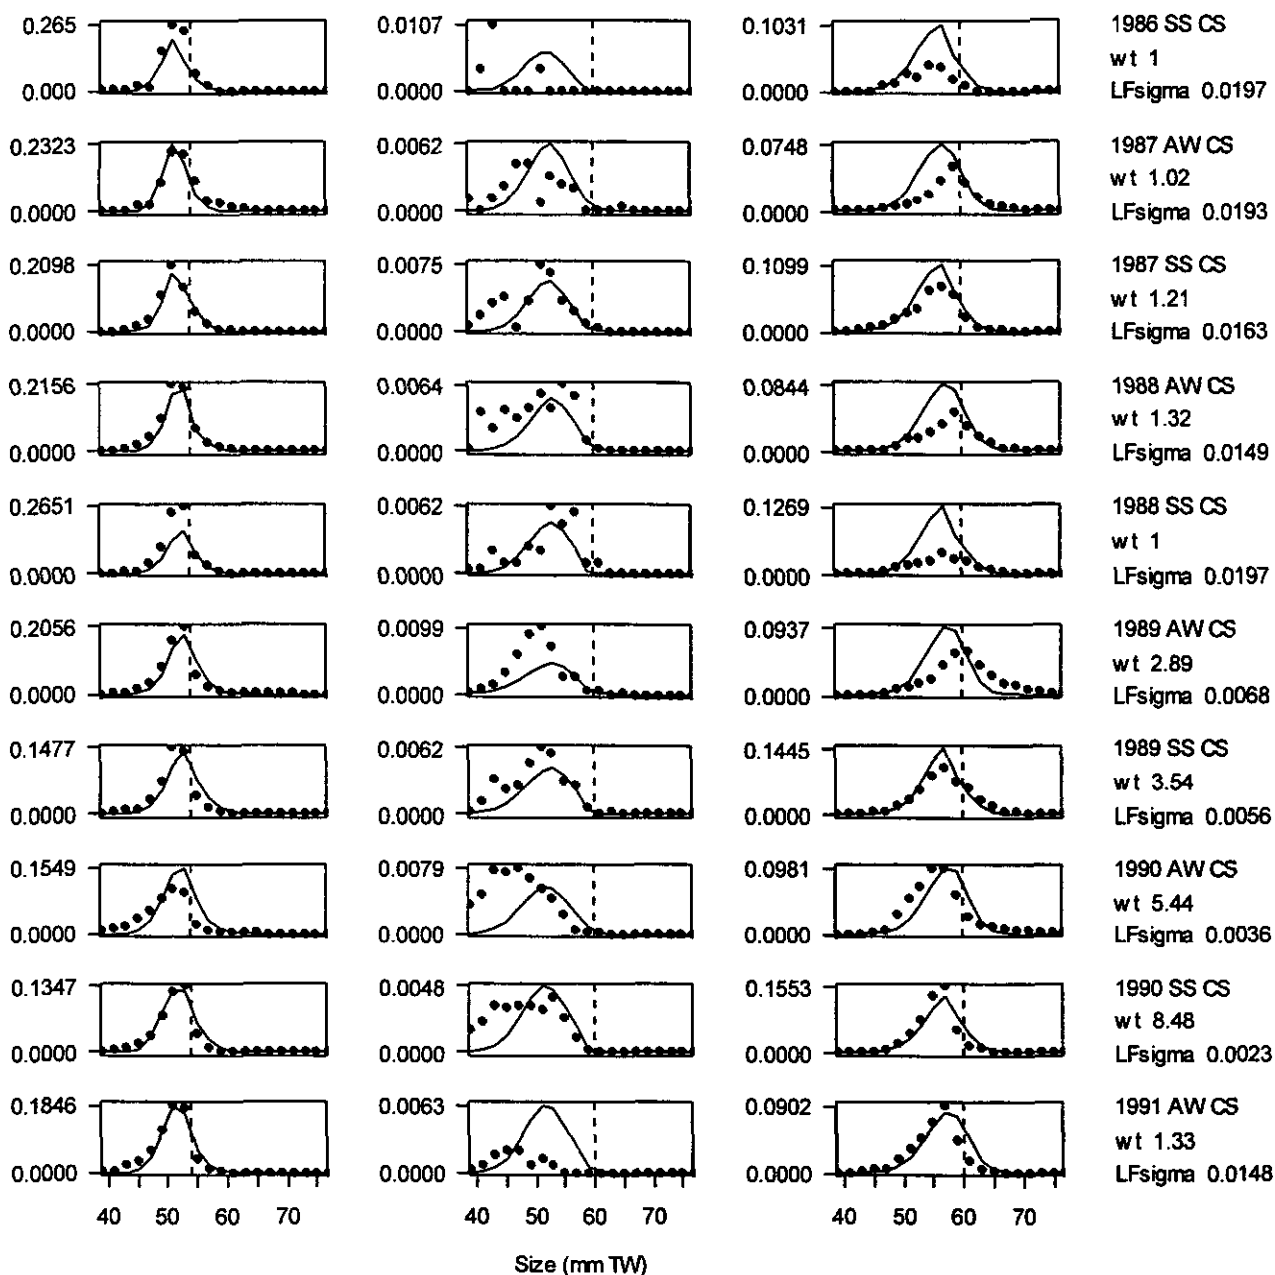 0.265 0.0107 0.1031 1986 SS CS
wt 1
0.000 0.0000 0.0000 LFsigma 0.0197
0.2323 0.0062 0.0748 1987 AW CS
wt 1.02
0.0000 0.0000 0.0000 LFsigma 0.0193
0.2098 0.0075 0.1099 1987 SS CS
wt 1.21
0.0000 0.0000 0.0000 LFsigma 0.0163
0.2156 0.0064 0.0844 1988 AW CS
wt 1.32
0.0000 0.0000 0.0000 LFsigma 0.0149
0.2651 0.0062 0.1269 1988 SS CS
wt 1
0.0000 0.0000 0.0000 LFsigma 0.0197
0.2056 0.0099 0.0937 1989 AW CS
wt 2.89
0.0000 0.0000 0.0000 LFsigma 0.0068
0.1477 0.0062 0.1445 1989 SS CS
wt 3.54
0.0000 0.0000 0.0000 LFsigma 0.0056
0.1549 0.0079 0.0981 1990 AW CS
wt 5.44
0.0000 0.0000 0.0000 LFsigma 0.0036
0.1347 0.0048 0.1553 1990 SS CS
wt 8.48
0.0000 0.0000 0.0000 LFsigma 0.0023
0.1846 0.0063 0.0902 1991 AW CS
wt 1.33
0.0000 0.0000 0.0000 LFsigma 0.0148
40 50 60 70 40 50 60 70 40 50 60 70
Size (mm TW)